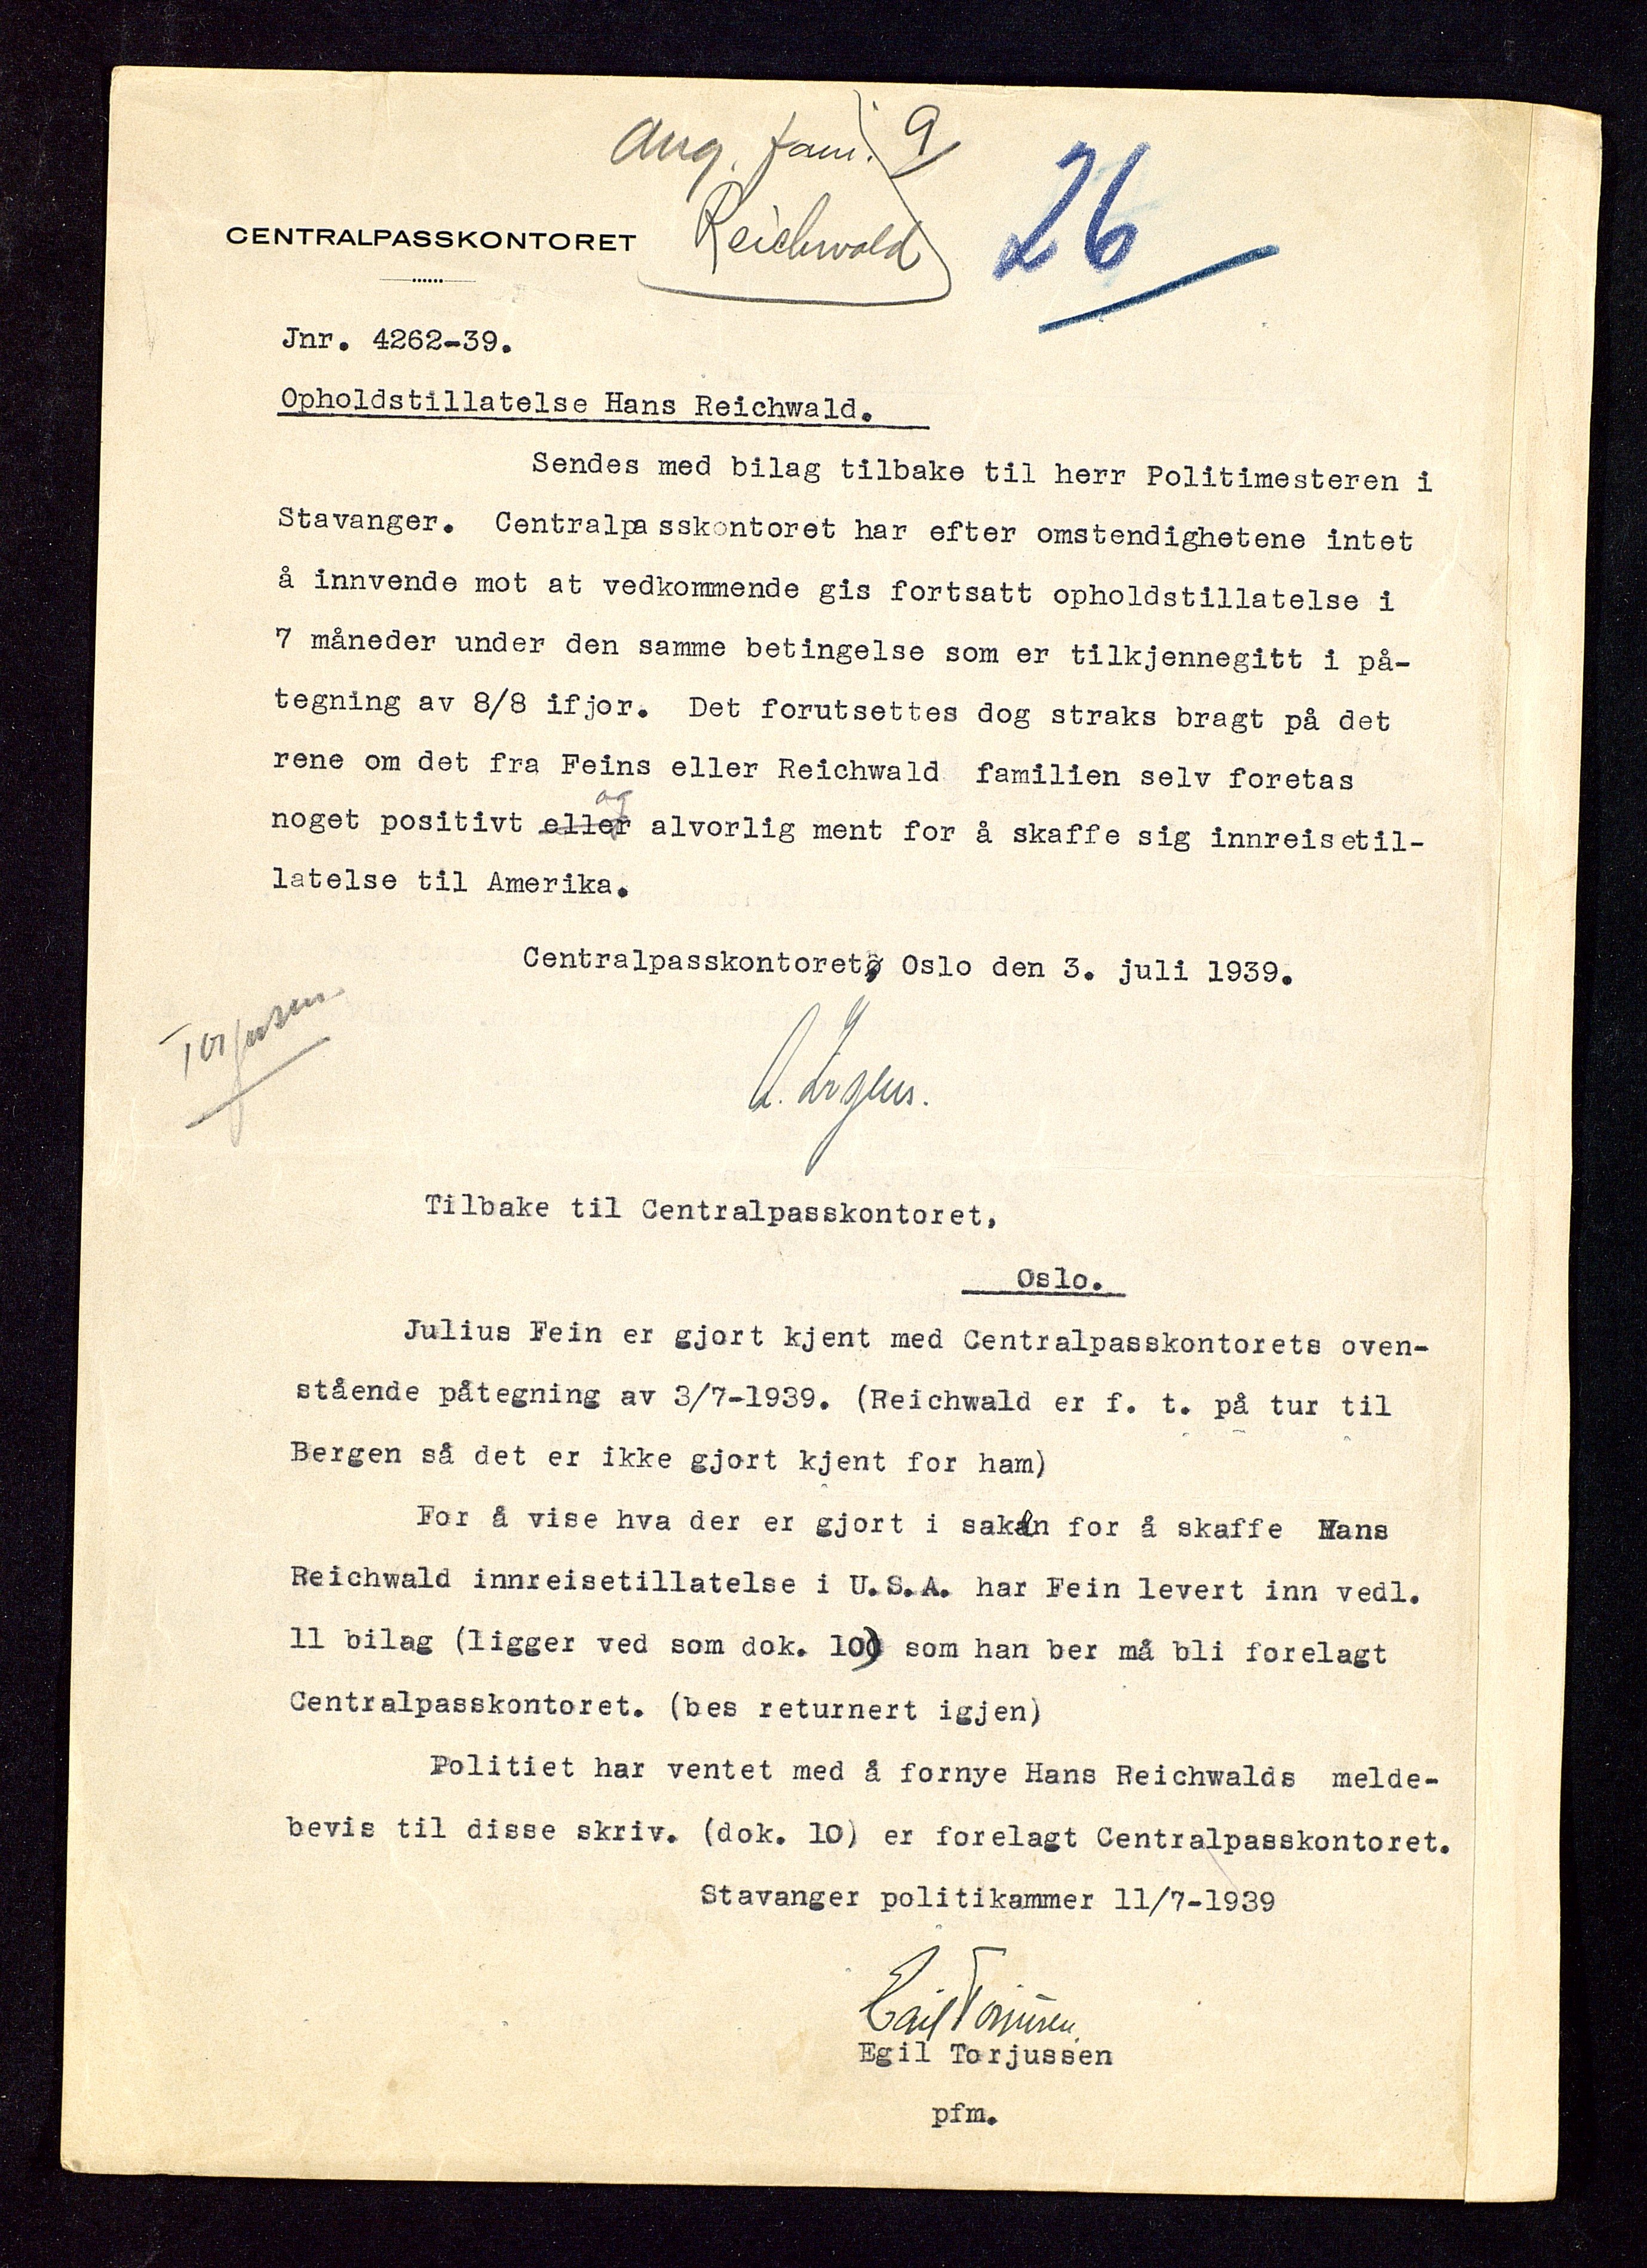 Ang. fam. 9
Reichwald
26
CENTRALPASSKONTORET
Jnr. 4262-39.
Opholdstillatelse Hans Reichwald.
Sendes med bilag tilbake til herr Politimesteren i
Stavanger. Centralpasskontoret har efter omstendighetene intet
å innvende mot at vedkommende gis fortsatt opholdstillatelse i
7 måneder under den samme betingelse som er tilkjennegitt i på-
tegning av 8/8 ifjor. Det forutsettes dog straks bragt på det
rene om det fra Feins eller Reichwald familien selv foretas
og
noget positivt eller alvorlig ment for å skaffe sig innreisetil-
latelse til Amerika.
Centralpasskontoret, Oslo den 3. juli 1939.
Torjussen
Tilbake til Centralpasskontoret,
Oslo.
Julius Fein er gjort kjent med Centralpasskontorets oven-
stående påtegning av 3/7-1939. (Reichwald er f. t. på tur til
Bergen så det er ikke gjort kjent for ham)
For å vise hva der er gjort i saken for å skaffe Hans
Reichwald innreisetillatelse i U.S.A. har Fein levert inn vedl.
11 bilag (ligger ved som dok. 10) som han ber må bli forelagt
Centralpasskontoret. (bes returnert igjen)
Politiet har ventet med å fornye Hans Reichwalds melde-
bevis til disse skriv. (dok. 10) er forelagt Centralpasskontoret.
Stavanger politikammer 11/7-1939
Egil Torjussen
Egil Torjussen
pfm.